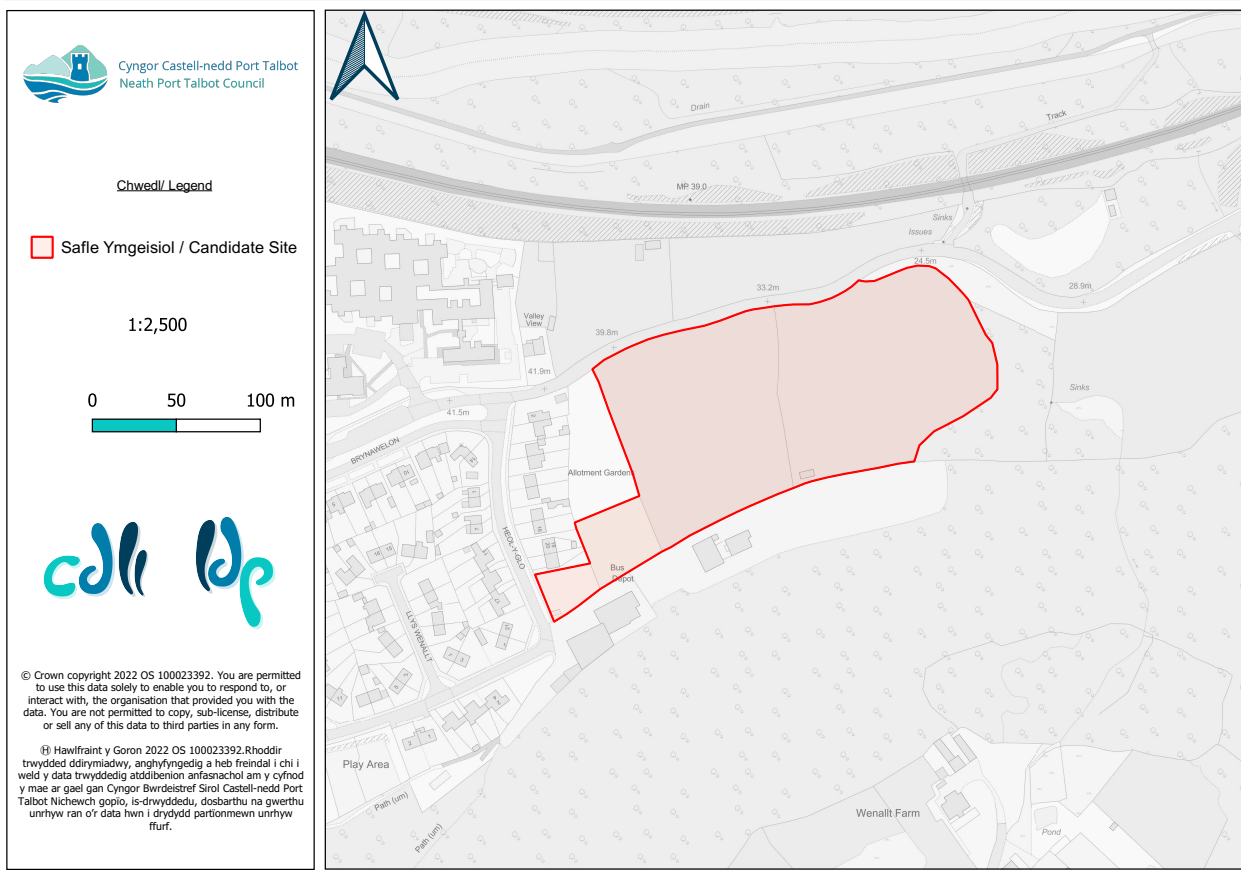 Cyngor Castell-nedd Port Talbot
Neath Port Talbot Council
Chwedl/ Legend
Safle Ymgeisiol / Candidate Site
1:2,500
0 50 100 m
cdll ldp
© Crown copyright 2022 OS 100023392. You are permitted
to use this data solely to enable you to respond to, or
interact with, the organisation that provided you with the
data. You are not permitted to copy, sub-license, distribute
or sell any of this data to third parties in any form.
Ⓗ Hawlfraint y Goron 2022 OS 100023392.Rhoddir
trwydded ddirymiadwy, anghyfyngedig a heb freindal i chi i
weld y data trwyddedig atddibenion anfasnachol am y cyfnod
y mae ar gael gan Cyngor Bwrdeistref Sirol Castell-nedd Port
Talbot Nichewch gopïo, is-drwyddedu, dosbarthu na gwerthu
unrhyw ran o'r data hwn i drydydd partïonmewn unrhyw
ffurf.
Drain
Track
MP 39.0
Sinks
Issues
24.5m
28.9m
33.2m
Valley
View
39.8m
41.9m
41.5m
Sinks
BRYNAWELON
Allotment Gardens
HEOL-Y-GLO
Bus
Depot
LLYS WENALLT
Play Area
Path (um)
Path (um)
Wenallt Farm
Pond